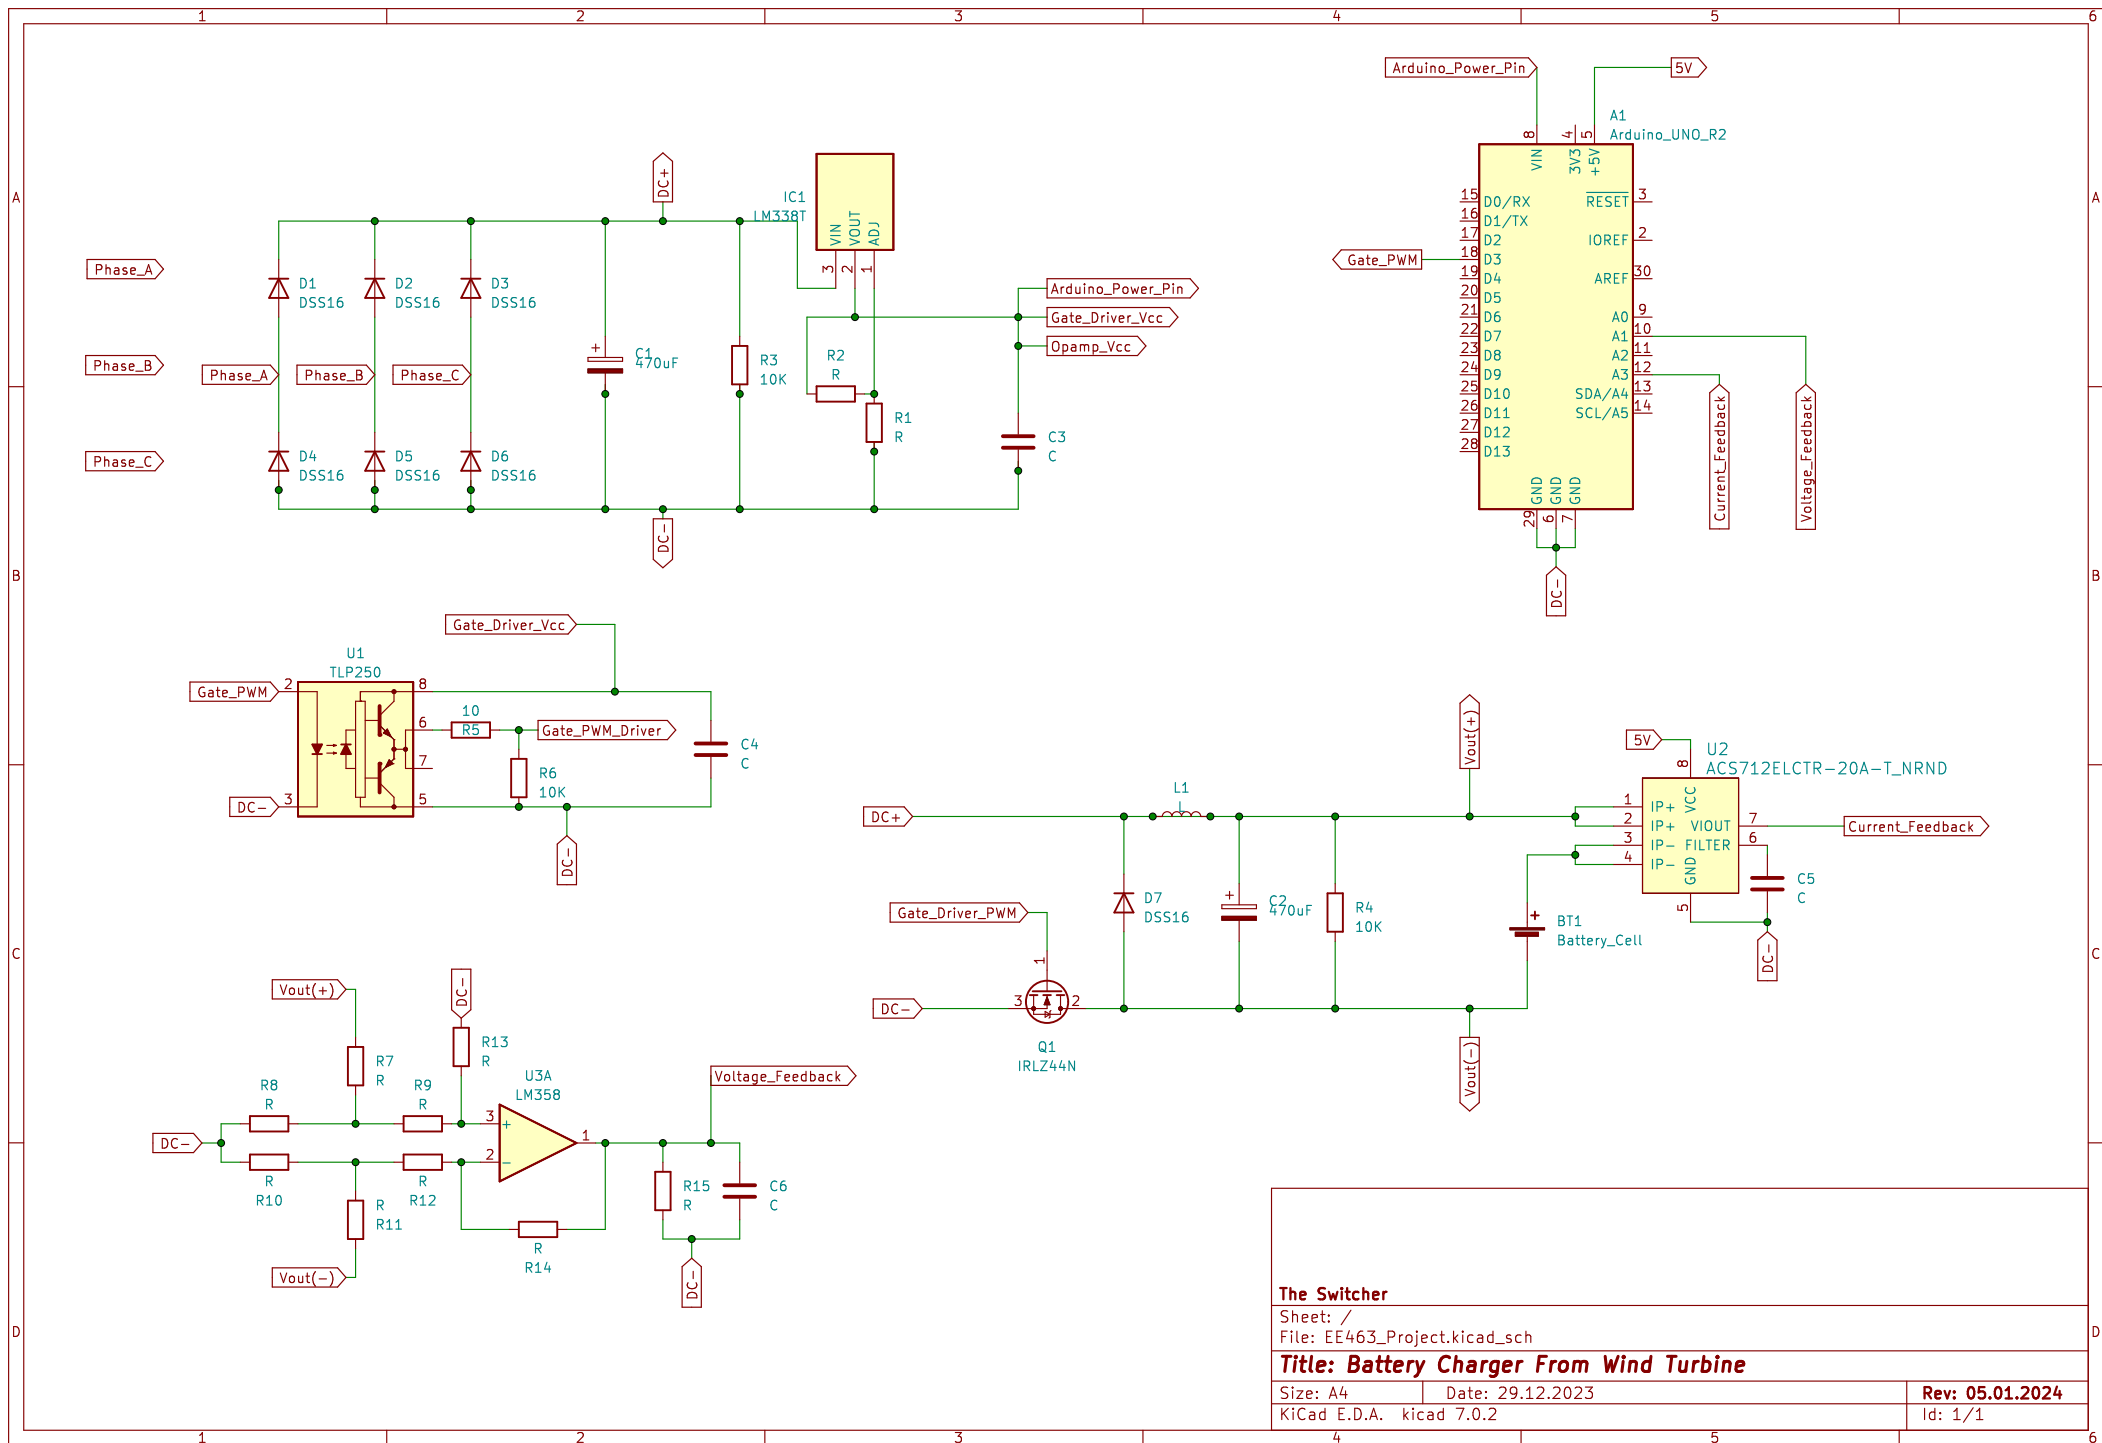 1 2 3 4 5 6
A
B
C
D
A
B
C
D
Phase_A
Phase_B
Phase_C
DC+
D1
DSS16
D2
DSS16
D3
DSS16
Phase_A
Phase_B
Phase_C
D4
DSS16
D5
DSS16
D6
DSS16
+
C1
470uF
R3
10K
DC-
IC1
LM338T
VIN
VOUT
ADJ
3
2
1
R2
R
R1
R
Arduino_Power_Pin
Gate_Driver_Vcc
Opamp_Vcc
C3
C
Arduino_Power_Pin
5V
A1
Arduino_UNO_R2
8
4
5
VIN
3V3
+5V
15 D0/RX
16 D1/TX
17 D2
18 D3
19 D4
20 D5
21 D6
22 D7
23 D8
24 D9
25 D10
26 D11
27 D12
28 D13
RESET 3
IOREF 2
AREF 30
A0 9
A1 10
A2 11
A3 12
SDA/A4 13
SCL/A5 14
GND
GND
GND
29
6
7
Gate_PWM
DC-
Current_Feedback
Voltage_Feedback
Gate_Driver_Vcc
U1
TLP250
Gate_PWM
2
DC-
3
8
6
7
5
10
R5
Gate_PWM_Driver
R6
10K
C4
C
DC-
DC+
L1
L
Vout(+)
5V
U2
ACS712ELCTR-20A-T_NRND
8
VCC
1 IP+
2 IP+
3 IP-
4 IP-
VIOUT 7
FILTER 6
GND
5
Current_Feedback
C5
C
DC-
Gate_Driver_PWM
D7
DSS16
+
C2
470uF
R4
10K
+
BT1
Battery_Cell
DC-
1
3
2
Q1
IRLZ44N
Vout(-)
Vout(+)
DC-
R7
R
R13
R
R8
R
R9
R
U3A
LM358
DC-
3
+
2
-
1
Voltage_Feedback
R
R10
R
R12
R
R11
Vout(-)
R
R14
R15
R
C6
C
DC-
The Switcher
Sheet: /
File: EE463_Project.kicad_sch
Title: Battery Charger From Wind Turbine
Size: A4
Date: 29.12.2023
Rev: 05.01.2024
KiCad E.D.A. kicad 7.0.2
Id: 1/1
1 2 3 4 5 6